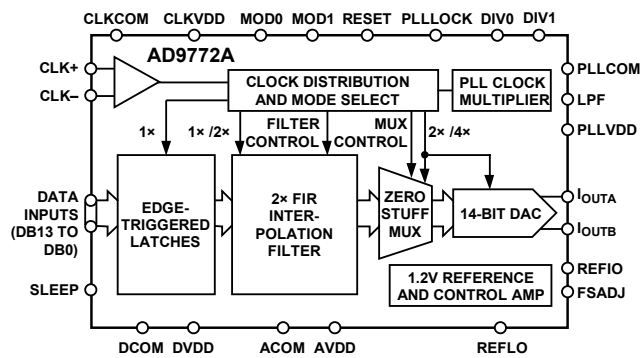 CLKCOM CLKVDD MOD0 MOD1 RESET PLLLOCK DIV0 DIV1
AD9772A
CLK+
CLK–
CLOCK DISTRIBUTION
AND MODE SELECT
PLL CLOCK
MULTIPLIER
PLLCOM
LPF
PLLVDD
1× 1×/2× FILTER CONTROL MUX CONTROL 2×/4×
DATA
INPUTS
(DB13 TO
DB0)
EDGE-
TRIGGERED
LATCHES
2× FIR
INTER-
POLATION
FILTER
ZERO
STUFF
MUX
14-BIT DAC
IOUTA
IOUTB
SLEEP
1.2V REFERENCE
AND CONTROL AMP
REFIO
FSADJ
DCOM DVDD ACOM AVDD REFLO